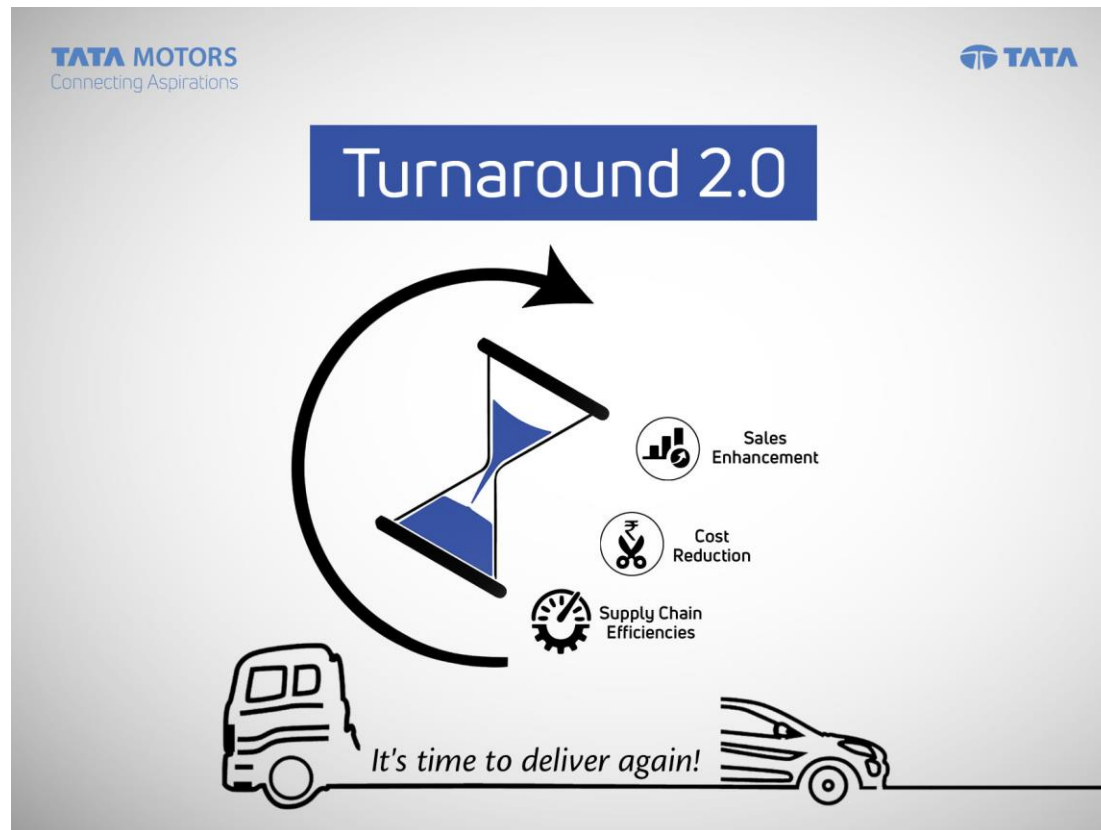 TATA MOTORS
Connecting Aspirations
TATA
Turnaround 2.0
Sales
Enhancement
₹
Cost
Reduction
Supply Chain
Efficiencies
It's time to deliver again!